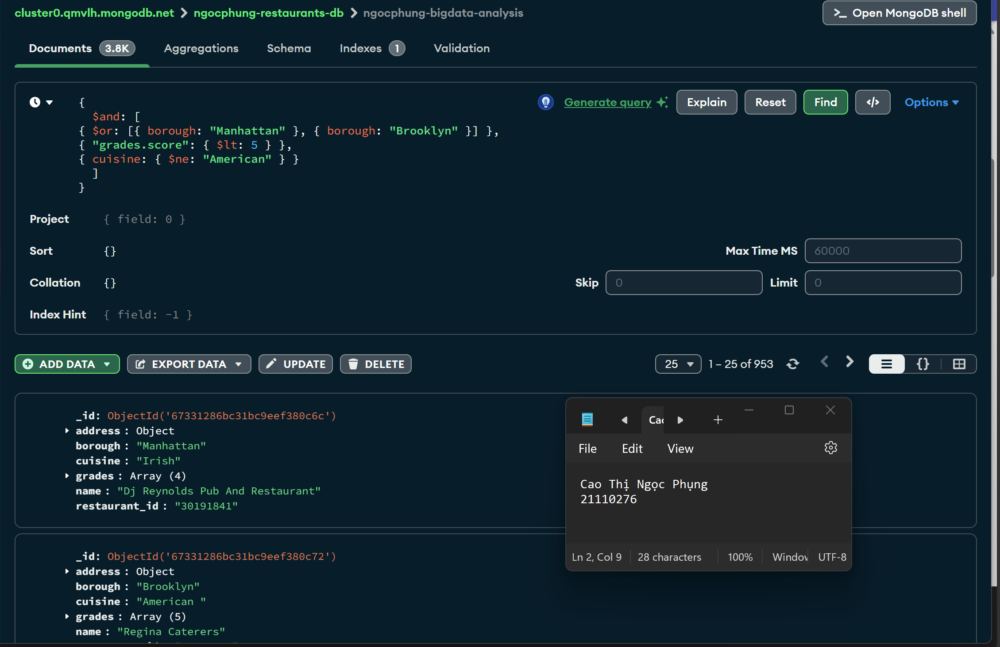 cluster0.qmvlh.mongodb.net > ngocphung-restaurants-db > ngocphung-bigdata-analysis
>_ Open MongoDB shell
Documents 3.8K Aggregations Schema Indexes 1 Validation
Generate query Explain Reset Find </> Options
{
$and: [
{ $or: [{ borough: "Manhattan" }, { borough: "Brooklyn" }] },
{ "grades.score": { $lt: 5 } },
{ cuisine: { $ne: "American" } }
]
}
Project { field: 0 }
Sort {}
Max Time MS 60000
Collation {}
Skip 0 Limit 0
Index Hint { field: -1 }
ADD DATA EXPORT DATA UPDATE DELETE
25 1 – 25 of 953 {}
_id: ObjectId('67331286bc31bc9eef380c6c')
address : Object
borough : "Manhattan"
cuisine : "Irish"
grades : Array (4)
name : "Dj Reynolds Pub And Restaurant"
restaurant_id : "30191841"
_id: ObjectId('67331286bc31bc9eef380c72')
address : Object
borough : "Brooklyn"
cuisine : "American "
grades : Array (5)
name : "Regina Caterers"
File Edit View
Cao Thị Ngọc Phụng
21110276
Ln 2, Col 9 28 characters 100% UTF-8